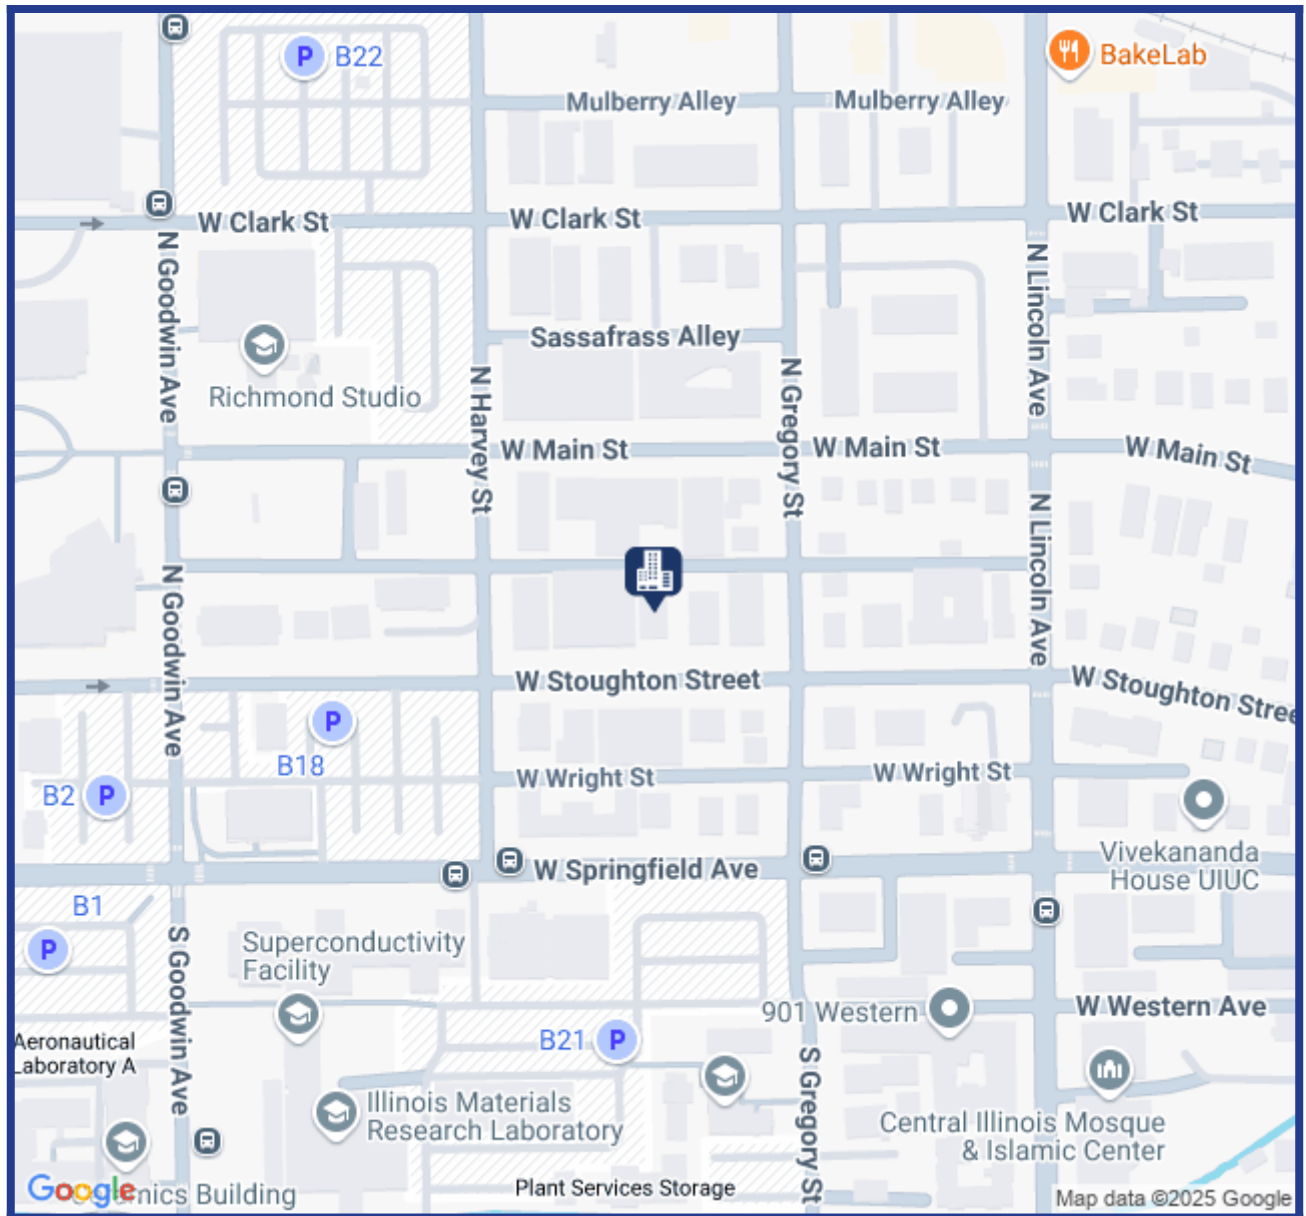 P B22
BakeLab
Mulberry Alley
Mulberry Alley
W Clark St
W Clark St
W Clark St
N Goodwin Ave
N Lincoln Ave
Sassafrass Alley
Richmond Studio
N Harvey St
N Gregory St
W Main St
W Main St
W Main St
N Lincoln Ave
N Goodwin Ave
W Stoughton Street
W Stoughton Stree
P
B18
B2 P
W Wright St
W Wright St
Vivekananda
House UIUC
W Springfield Ave
B1
P
S Goodwin Ave
Superconductivity
Facility
901 Western
W Western Ave
Aeronautical
Laboratory A
B21 P
S Gregory St
Illinois Materials
Research Laboratory
Central Illinois Mosque
& Islamic Center
Google
mics Building
Plant Services Storage
Map data ©2025 Google